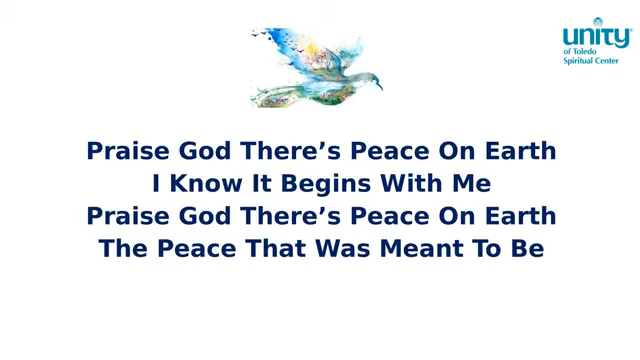 unity
of Toledo
Spiritual Center
Praise God There’s Peace On Earth
I Know It Begins With Me
Praise God There’s Peace On Earth
The Peace That Was Meant To Be